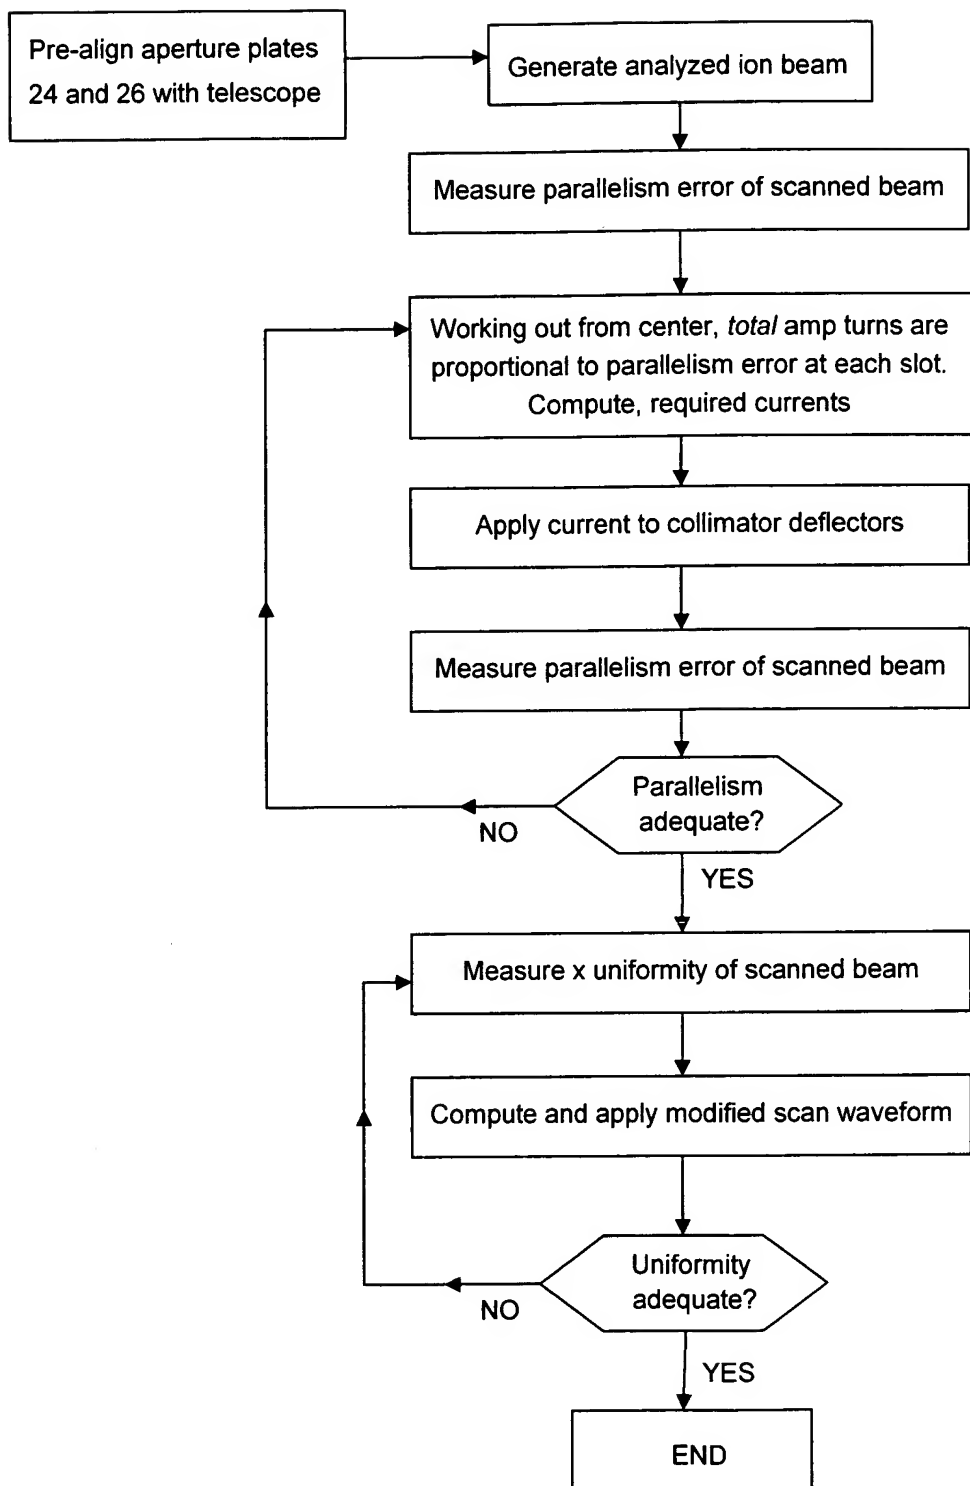 Pre-align aperture plates
24 and 26 with telescope
Generate analyzed ion beam
Measure parallelism error of scanned beam
Working out from center, total amp turns are
proportional to parallelism error at each slot.
Compute, required currents
Apply current to collimator deflectors
Measure parallelism error of scanned beam
Parallelism
adequate?
NO
YES
Measure x uniformity of scanned beam
Compute and apply modified scan waveform
Uniformity
adequate?
NO
YES
END